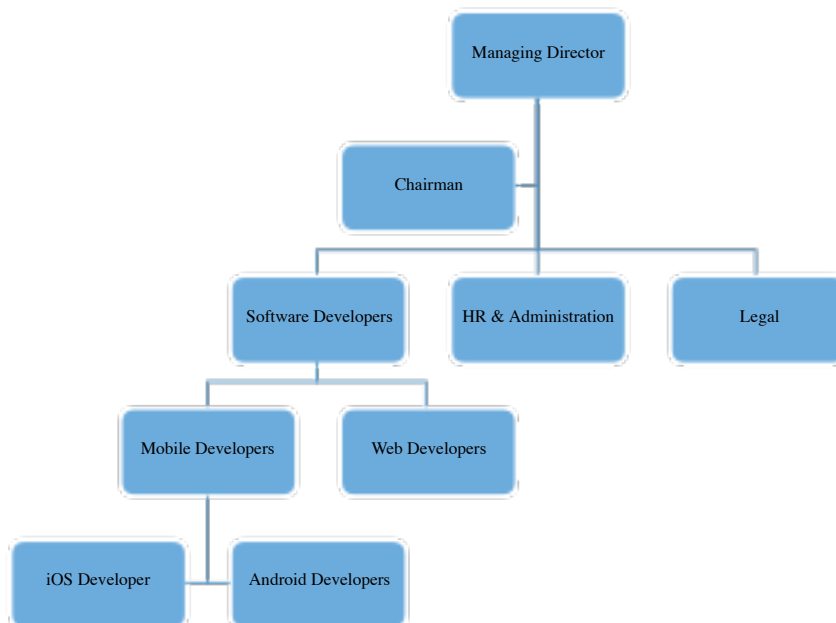 Managing Director
Chairman
Software Developers
HR & Administration
Legal
Mobile Developers
Web Developers
iOS Developer
Android Developers